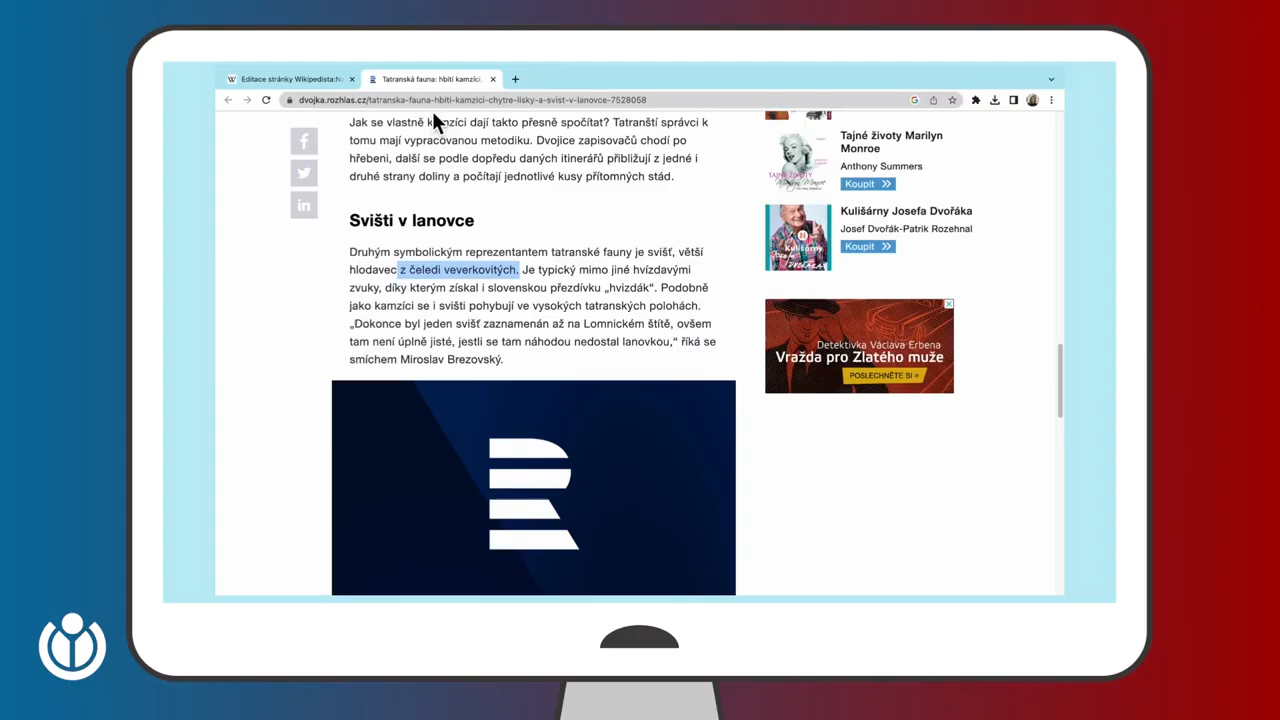 Editace stránky Wikipedista:No
Tatranská fauna: hbití kamzíci,
dvojka.rozhlas.cz/tatranska-fauna-hbiti-kamzici-chytre-lisky-a-svist-v-lanovce-7528058
Jak se vlastně kamzíci dají takto přesně spočítat? Tatranští správci k
tomu mají vypracovanou metodiku. Dvojice zapisovačů chodí po
hřebeni, další se podle dopředu daných itinerářů přibližují z jedné i
druhé strany doliny a počítají jednotlivé kusy přítomných stád.
Svišti v lanovce
Druhým symbolickým reprezentantem tatranské fauny je svišť, větší
hlodavec z čeledi veverkovitých. Je typický mimo jiné hvízdavými
zvuky, díky kterým získal i slovenskou přezdívku „hvizdák“. Podobně
jako kamzíci se i svišti pohybují ve vysokých tatranských polohách.
„Dokonce byl jeden svišť zaznamenán až na Lomnickém štítě, ovšem
tam není úplně jisté, jestli se tam náhodou nedostal lanovkou,“ říká se
smíchem Miroslav Brezovský.
Tajné životy Marilyn
Monroe
Anthony Summers
Koupit
TAJNÉ ŽIVOTY
Marilyn Monroe
Kulišárny Josefa Dvořáka
Josef Dvořák-Patrik Rozehnal
Koupit
Kulišárny
Detektivka Václava Erbena
Vražda pro Zlatého muže
POSLECHNĚTE SI »